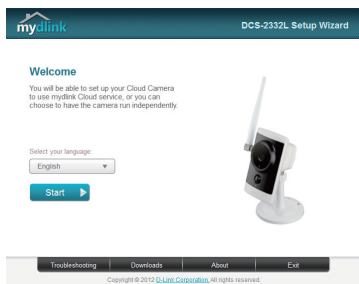 mydlink
DCS-2332L Setup Wizard
Welcome
You will be able to set up your Cloud Camera
to use mydlink Cloud service, or you can
choose to have the camera run independently.
Select your language:
English
Start
Troubleshooting
Downloads
About
Exit
Copyright © 2012 D-Link Corporation. All rights reserved.